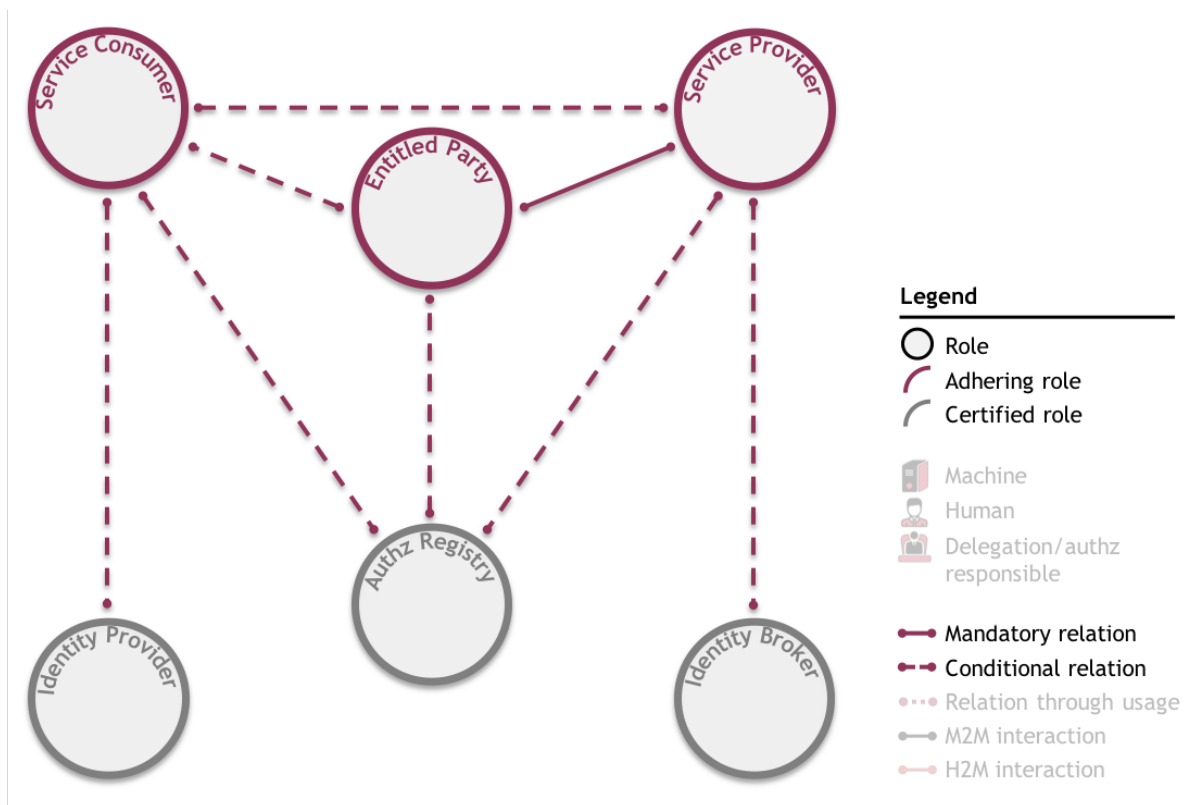 Service Consumer
Service Provider
Entitled Party
Authz Registry
Identity Provider
Identity Broker
Legend
Role
Adhering role
Certified role
Machine
Human
Delegation/authz
responsible
Mandatory relation
Conditional relation
Relation through usage
M2M interaction
H2M interaction